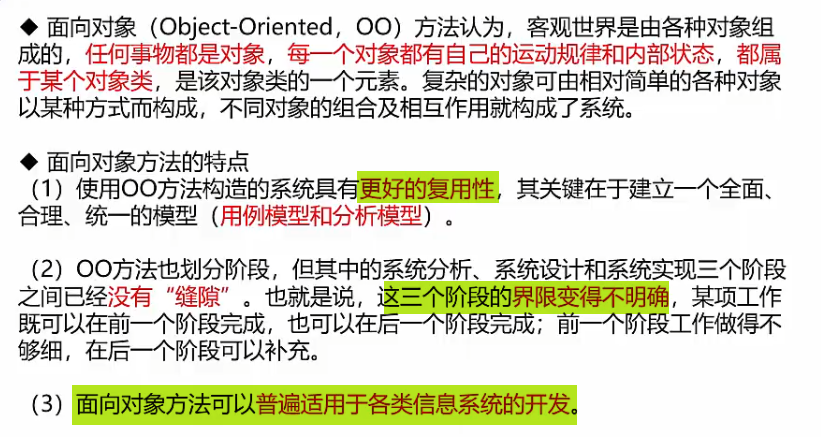 ◆ 面向对象（Object-Oriented，OO）方法认为，客观世界是由各种对象组
成的，任何事物都是对象，每一个对象都有自己的运动规律和内部状态，都属
于某个对象类，是该对象类的一个元素。复杂的对象可由相对简单的各种对象
以某种方式而构成，不同对象的组合及相互作用就构成了系统。
◆ 面向对象方法的特点
（1）使用OO方法构造的系统具有更好的复用性，其关键在于建立一个全面、
合理、统一的模型（用例模型和分析模型）。
（2）OO方法也划分阶段，但其中的系统分析、系统设计和系统实现三个阶段
之间已经没有“缝隙”。也就是说，这三个阶段的界限变得不明确，某项工作
既可以在前一个阶段完成，也可以在后一个阶段完成；前一个阶段工作做得不
够细，在后一个阶段可以补充。
（3）面向对象方法可以普遍适用于各类信息系统的开发。